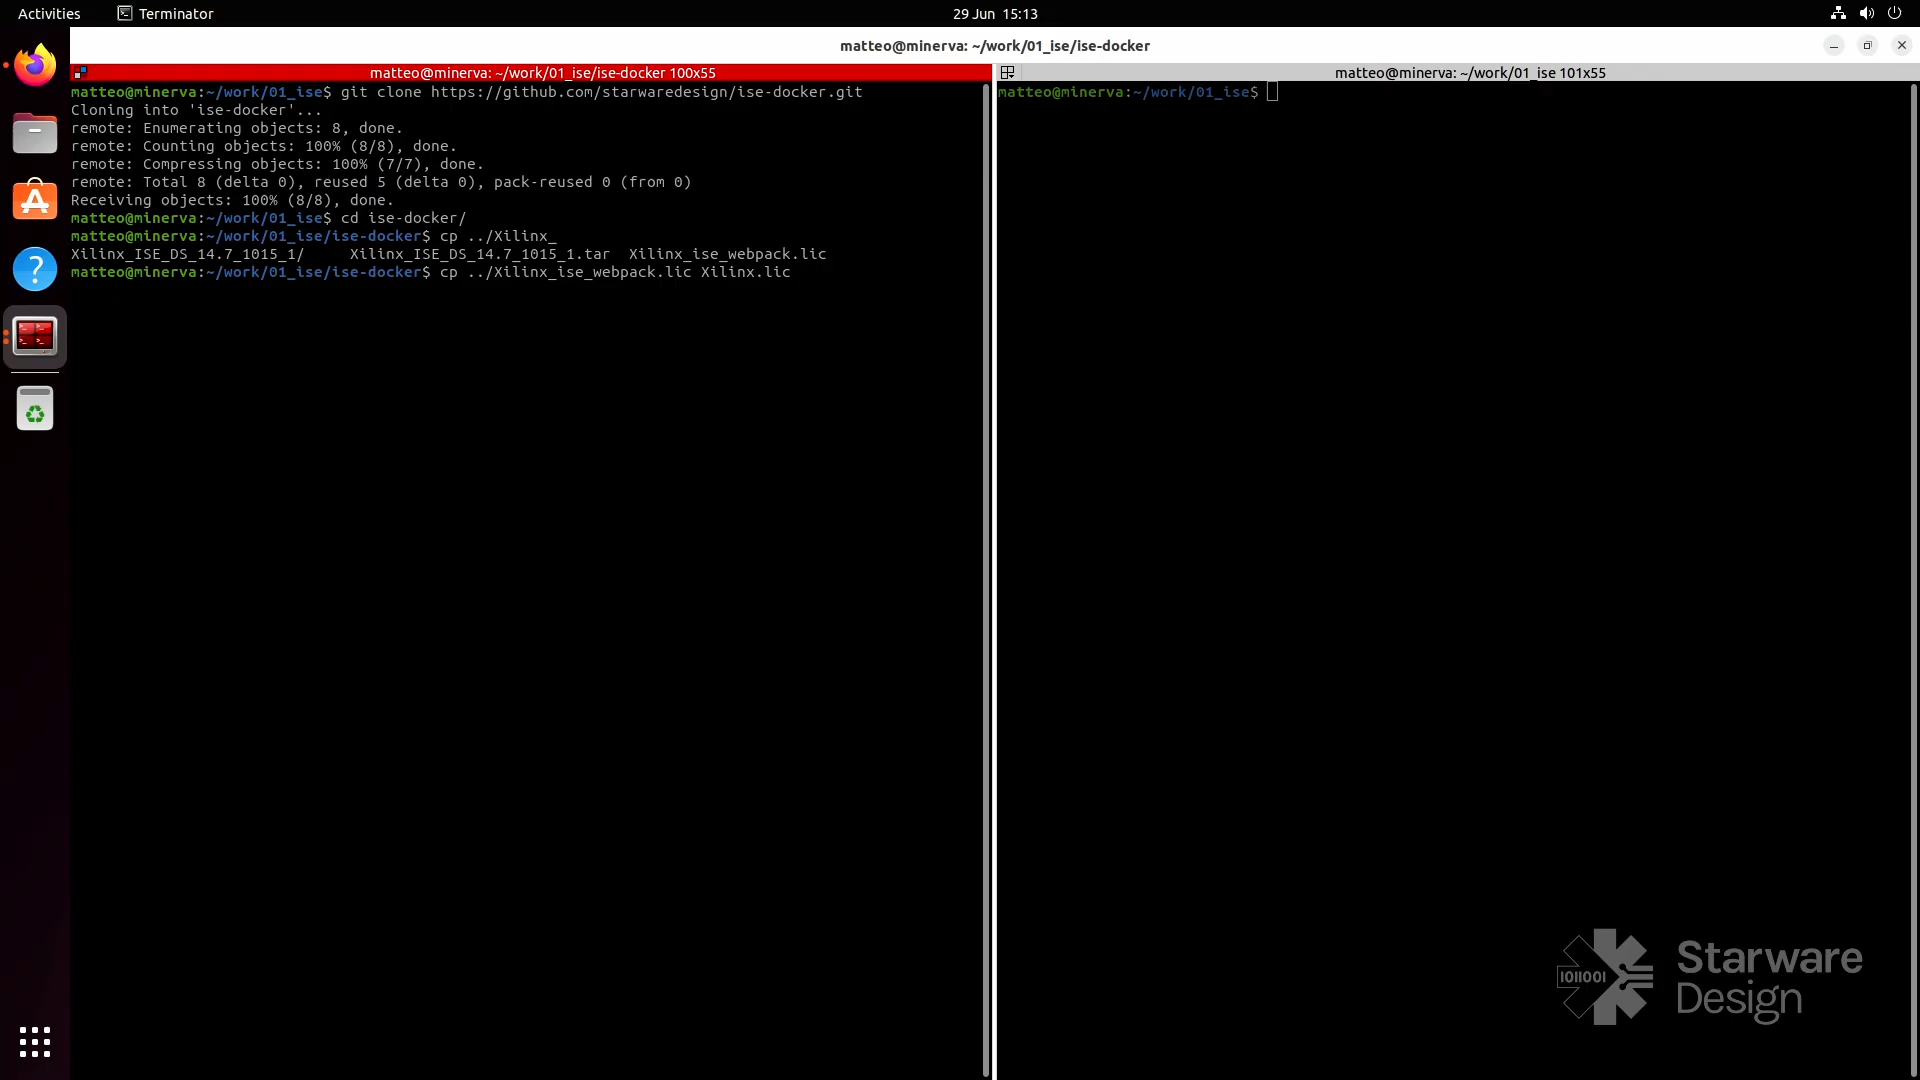 Activities
Terminator
29 Jun 15:13
matteo@minerva: ~/work/01_ise/ise-docker
matteo@minerva: ~/work/01_ise/ise-docker 100x55
matteo@minerva:~/work/01_ise$ git clone https://github.com/starwaredesign/ise-docker.git
Cloning into 'ise-docker'...
remote: Enumerating objects: 8, done.
remote: Counting objects: 100% (8/8), done.
remote: Compressing objects: 100% (7/7), done.
remote: Total 8 (delta 0), reused 5 (delta 0), pack-reused 0 (from 0)
Receiving objects: 100% (8/8), done.
matteo@minerva:~/work/01_ise$ cd ise-docker/
matteo@minerva:~/work/01_ise/ise-docker$ cp ../Xilinx_
Xilinx_ISE_DS_14.7_1015_1/     Xilinx_ISE_DS_14.7_1015_1.tar  Xilinx_ise_webpack.lic
matteo@minerva:~/work/01_ise/ise-docker$ cp ../Xilinx_ise_webpack.lic Xilinx.lic
matteo@minerva: ~/work/01_ise 101x55
matteo@minerva:~/work/01_ise$
1011001
Starware
Design